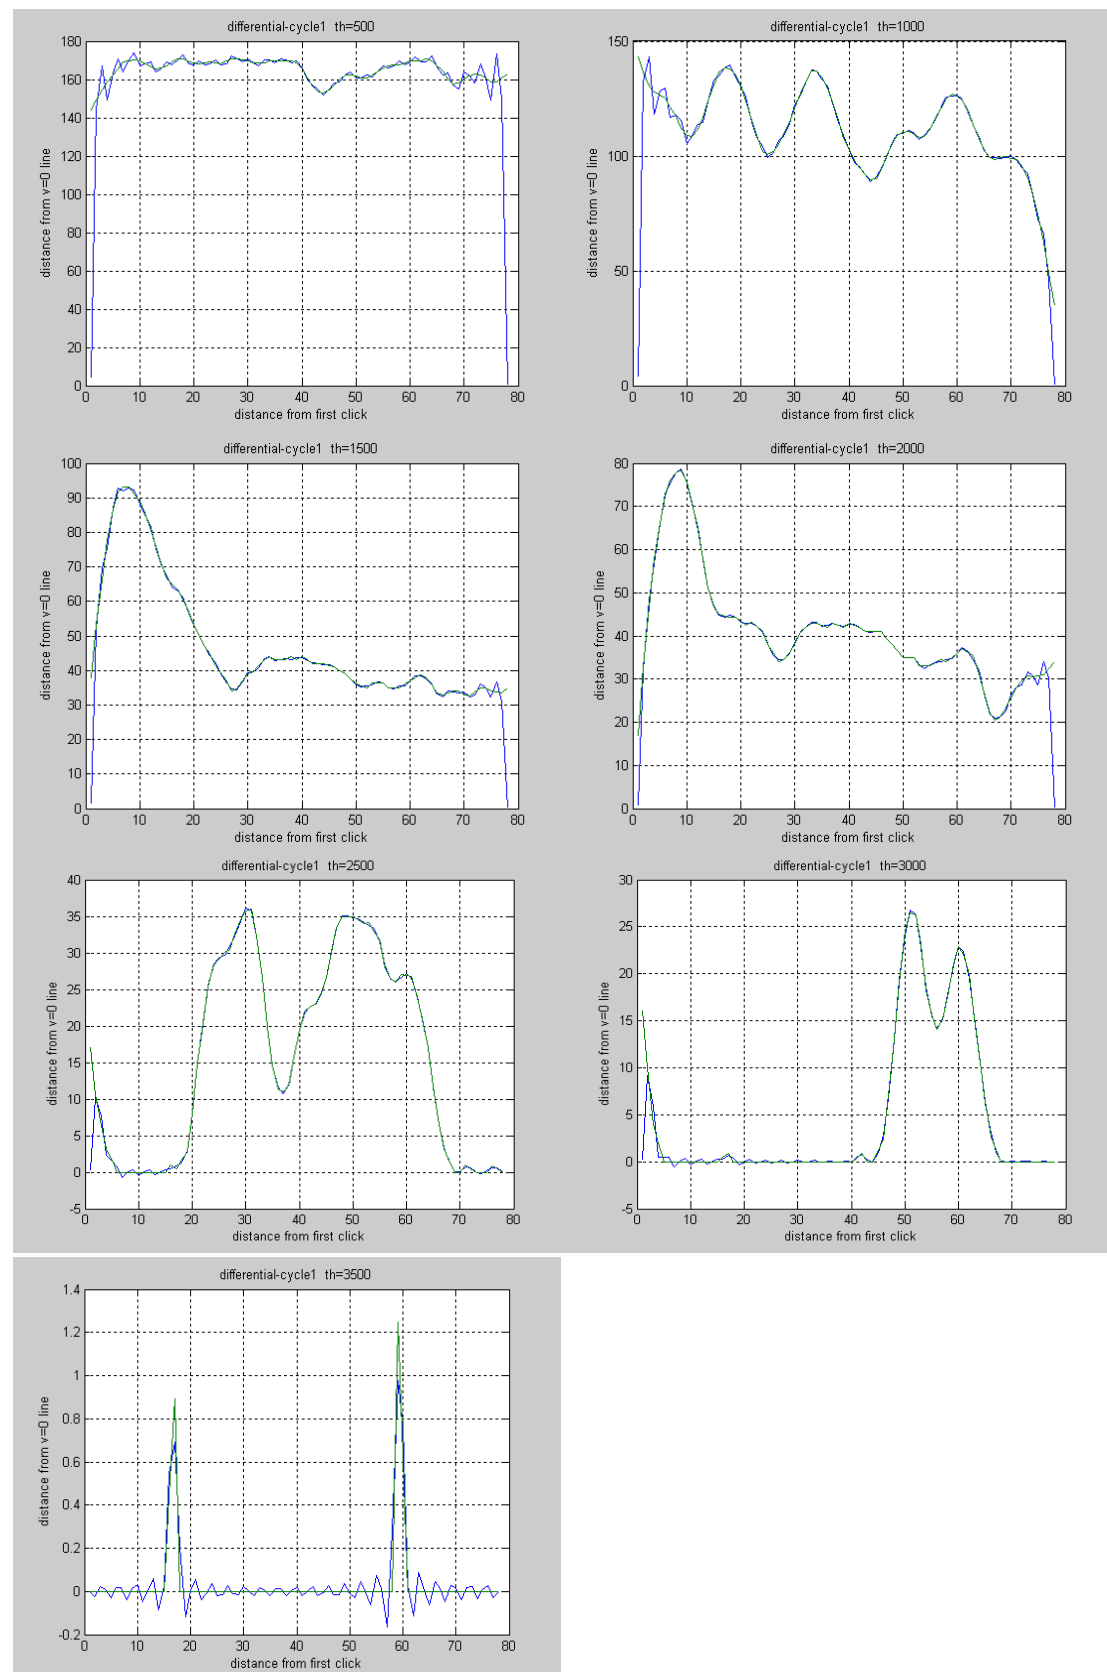 differential-cycle1 th=500
180
160
140
120
100
80
60
40
20
0
distance from v=0 line
0 10 20 30 40 50 60 70 80
distance from first click
differential-cycle1 th=1000
150
100
50
0
distance from v=0 line
0 10 20 30 40 50 60 70 80
distance from first click
differential-cycle1 th=1500
100
90
80
70
60
50
40
30
20
10
0
distance from v=0 line
0 10 20 30 40 50 60 70 80
distance from first click
differential-cycle1 th=2000
80
70
60
50
40
30
20
10
0
distance from v=0 line
0 10 20 30 40 50 60 70 80
distance from first click
differential-cycle1 th=2500
40
35
30
25
20
15
10
5
0
-5
distance from v=0 line
0 10 20 30 40 50 60 70 80
distance from first click
differential-cycle1 th=3000
30
25
20
15
10
5
0
-5
distance from v=0 line
0 10 20 30 40 50 60 70 80
distance from first click
differential-cycle1 th=3500
1.4
1.2
1
0.8
0.6
0.4
0.2
0
-0.2
distance from v=0 line
0 10 20 30 40 50 60 70 80
distance from first click